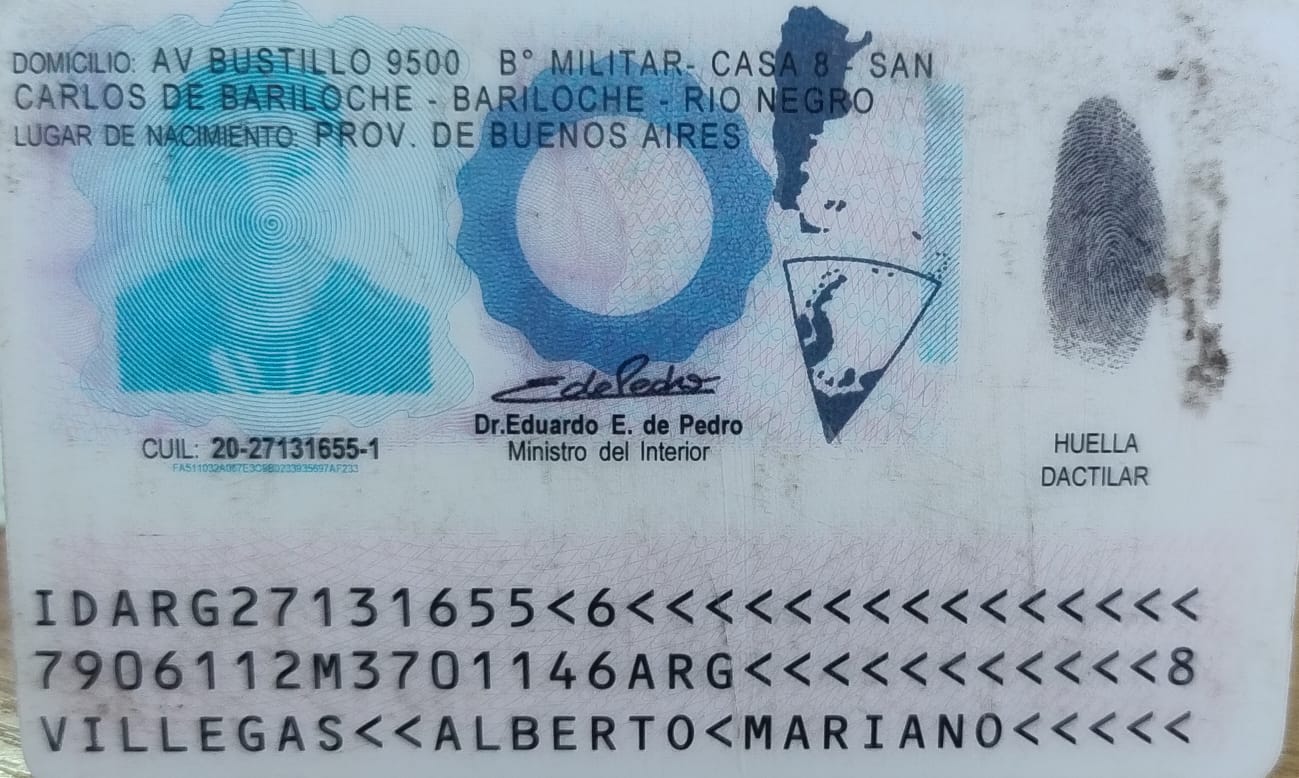 DOMICILIO: AV BUSTILLO 9500 B° MILITAR- CASA 8 - SAN
CARLOS DE BARILOCHE - BARILOCHE - RIO NEGRO
LUGAR DE NACIMIENTO: PROV. DE BUENOS AIRES
EdePedro
Dr.Eduardo E. de Pedro
Ministro del Interior
CUIL: 20-27131655-1
HUELLA
DACTILAR
IDARG27131655<6<<<<<<<<<<<<<<<
7906112M3701146ARG<<<<<<<<<<<8
VILLEGAS<<ALBERTO<MARIANO<<<<<